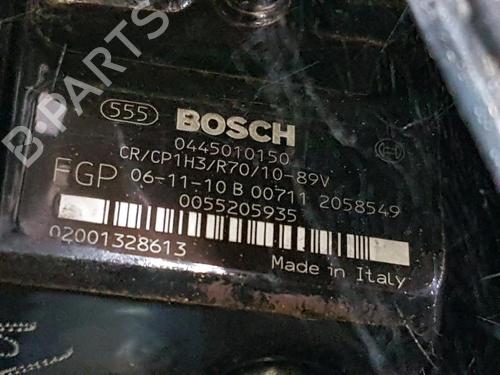 B PARTS
555 BOSCH
0445010150
CR/CP1H3/R70/10-89V
FGP 06-11-10 B 00711 2058549
0055205935
02001328613
Made in Italy